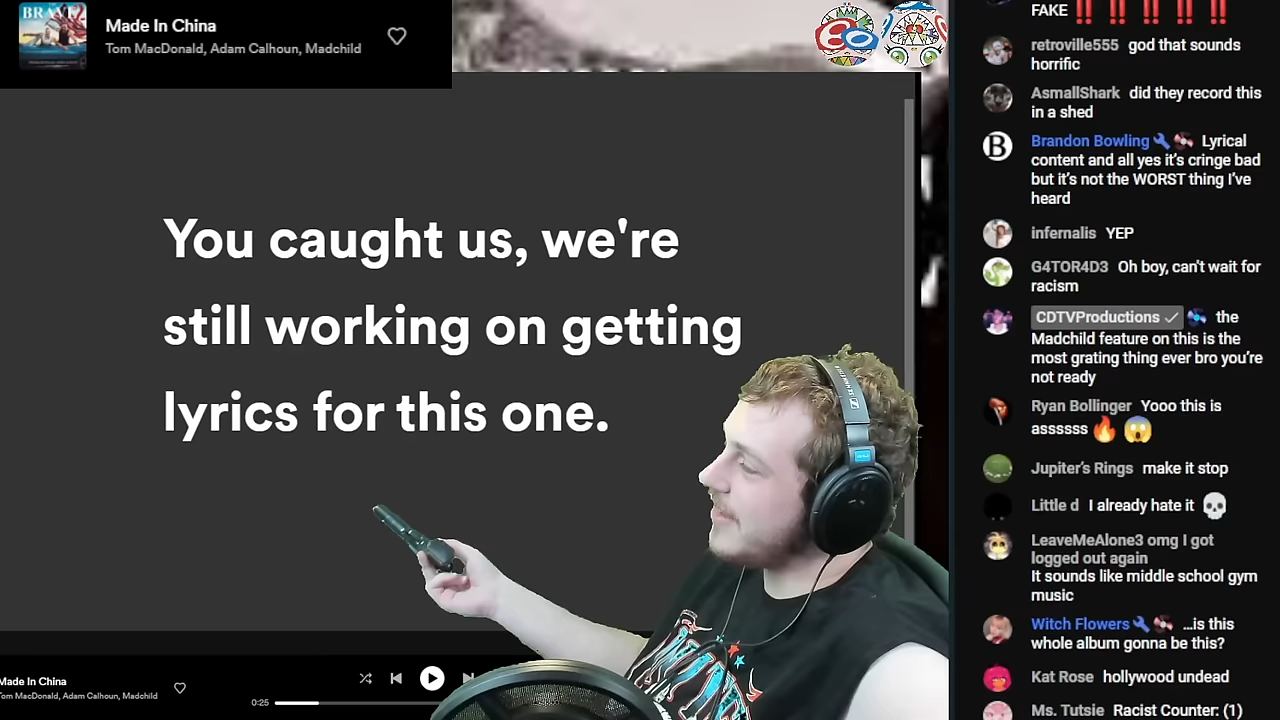 BRAVE
Made In China
Tom MacDonald, Adam Calhoun, Madchild
You caught us, we're
still working on getting
lyrics for this one.
Made In China
Tom MacDonald, Adam Calhoun, Madchild
0:25
FAKE ‼️ ‼️ ‼️ ‼️ ‼️
retroville555 god that sounds
horrific
AsmallShark did they record this
in a shed
Brandon Bowling Lyrical
content and all yes it's cringe bad
but it's not the WORST thing I've
heard
infernalis YEP
G4TOR4D3 Oh boy, can't wait for
racism
CDTVProductions ✓ the
Madchild feature on this is the
most grating thing ever bro you're
not ready
Ryan Bollinger Yooo this is
assssss 🔥 😱
Jupiter's Rings make it stop
Little d I already hate it 💀
LeaveMeAlone3 omg I got
logged out again
It sounds like middle school gym
music
Witch Flowers ...is this
whole album gonna be this?
Kat Rose hollywood undead
Ms. Tutsie Racist Counter: (1)